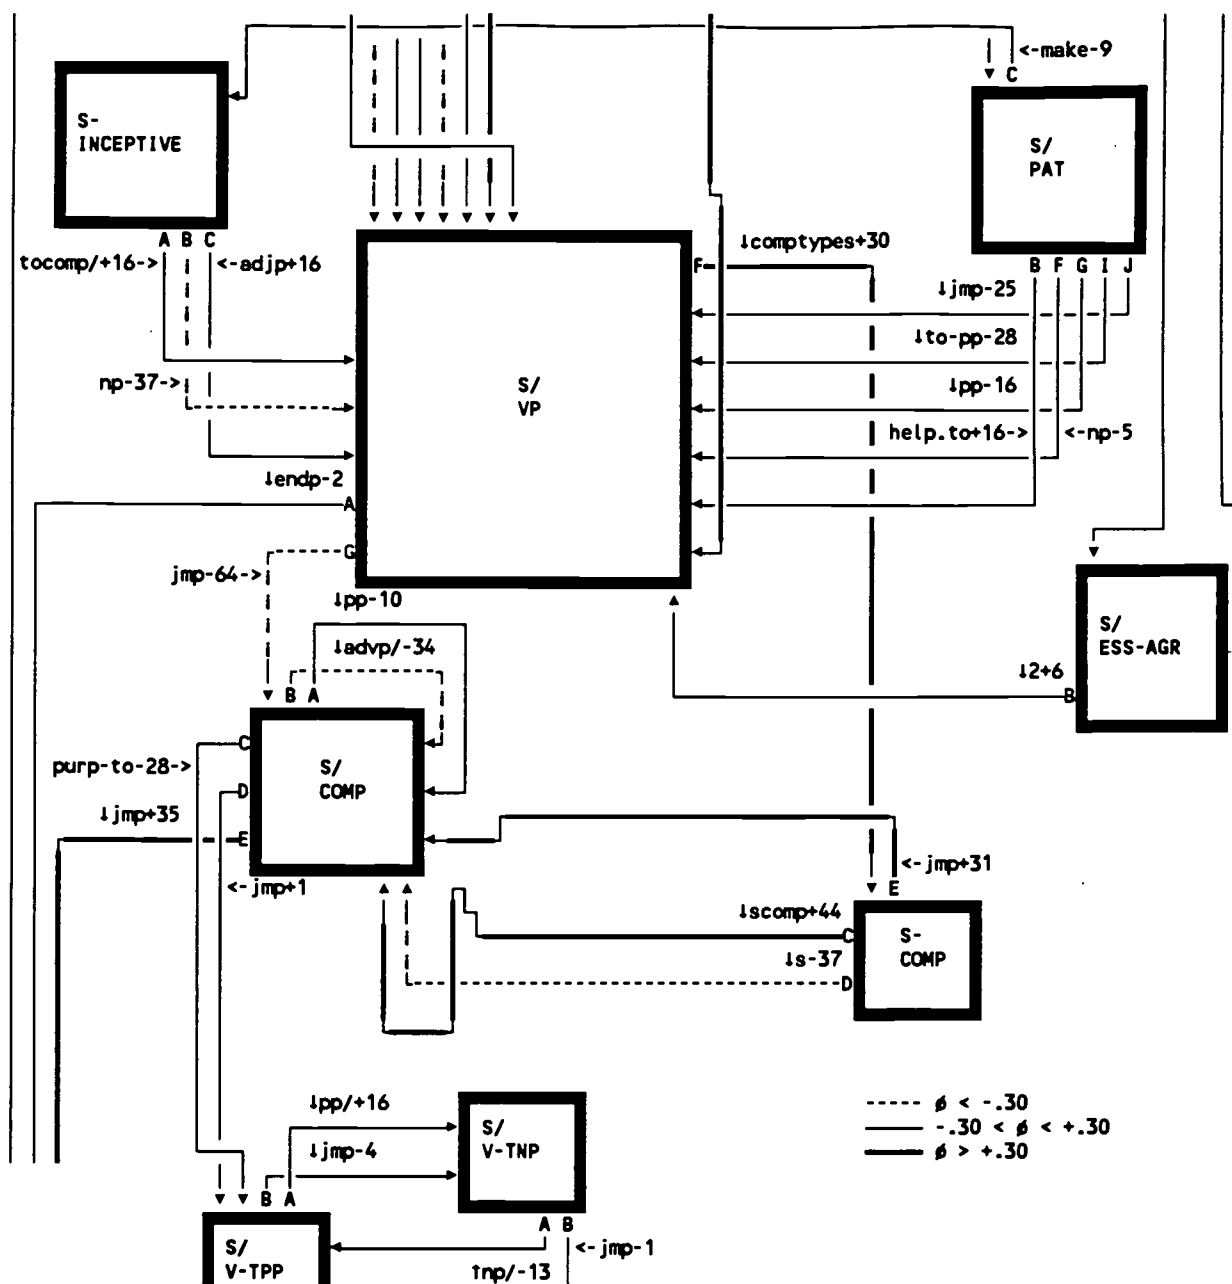 <-make-9
C
S-
INCEPTIVE
S/
PAT
A B C
tocomp/+16->
<-adjp+16
↓comptypes+30
F
B F G I J
↓jmp-25
↓to-pp-28
np-37->
S/
VP
↓pp-16
help.to+16->
<-np-5
↓endp-2
A
G
jmp-64->
↓pp-10
↓advp/-34
B A
S/
ESS-AGR
↓2+6
B
C
purp-to-28->
S/
COMP
D
↓jmp+35
E
<-jmp+1
<-jmp+31
E
↓scomp+44
C
S-
COMP
↓s-37
D
↓pp/+16
S/
V-TNP
↓jmp-4
B A
----- ø < -.30
—— -.30 < ø < +.30
—— ø > +.30
A B
S/
V-TPP
<-jmp-1
↑np/-13